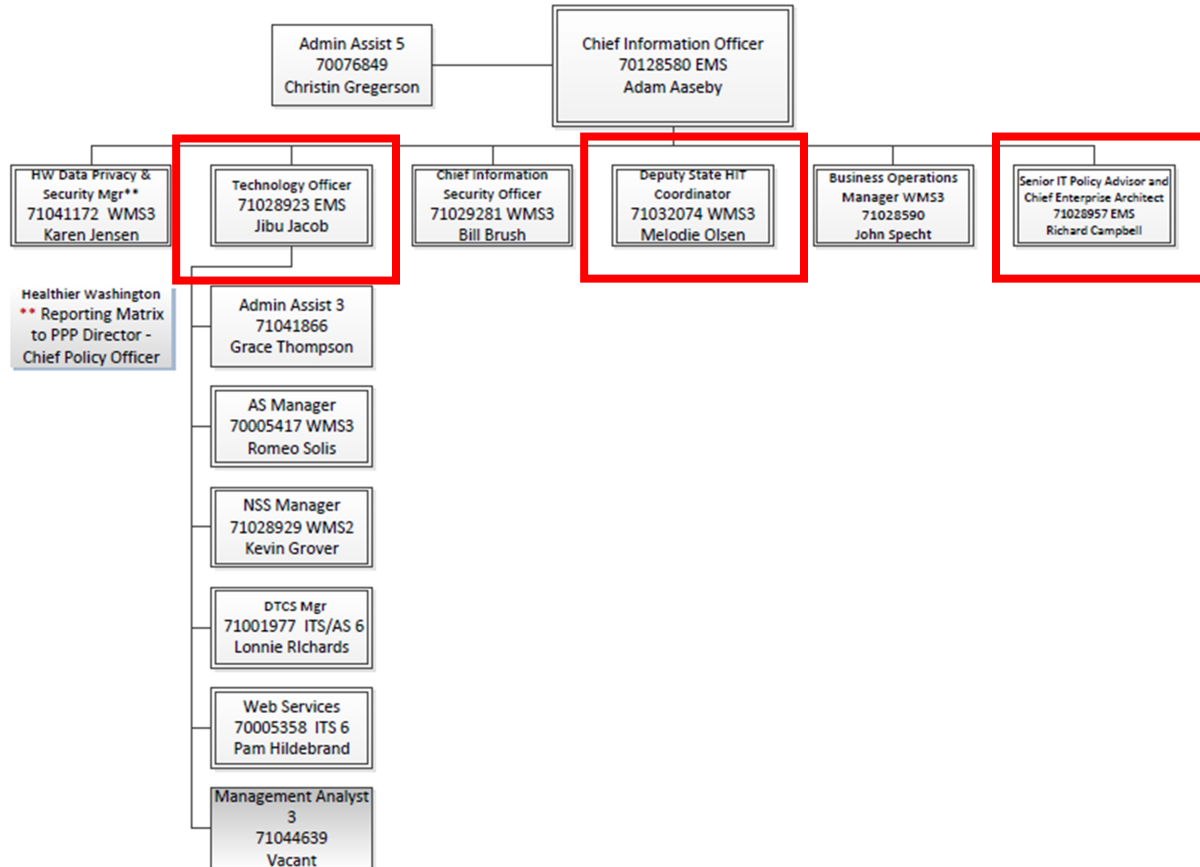 Admin Assist 5
70076849
Christin Gregerson
Chief Information Officer
70128580 EMS
Adam Aaseby
HW Data Privacy &
Security Mgr**
71041172 WMS3
Karen Jensen
Technology Officer
71028923 EMS
Jibu Jacob
Chief Information
Security Officer
71029281 WMS3
Bill Brush
Deputy State HIT
Coordinator
71032074 WMS3
Melodie Olsen
Business Operations
Manager WMS3
71028590
John Specht
Senior IT Policy Advisor and
Chief Enterprise Architect
71028957 EMS
Richard Campbell
Healthier Washington
** Reporting Matrix
to PPP Director -
Chief Policy Officer
Admin Assist 3
71041866
Grace Thompson
AS Manager
70005417 WMS3
Romeo Solis
NSS Manager
71028929 WMS2
Kevin Grover
DTCS Mgr
71001977 ITS/AS 6
Lonnie RIchards
Web Services
70005358 ITS 6
Pam Hildebrand
Management Analyst
3
71044639
Vacant